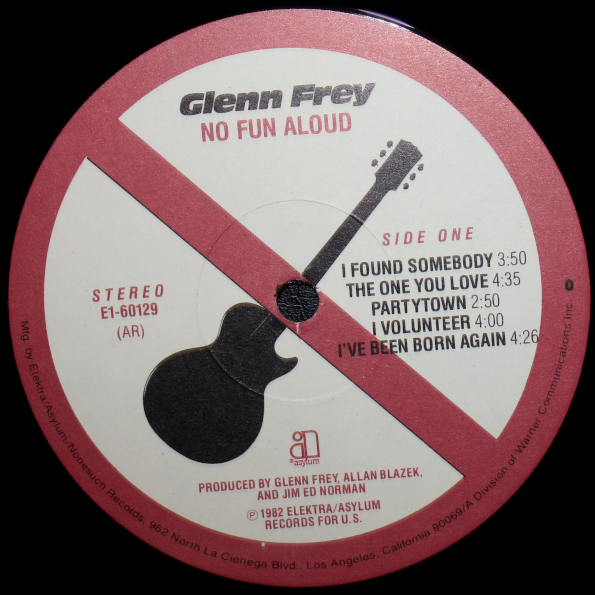 Glenn Frey
NO FUN ALOUD
SIDE ONE
I FOUND SOMEBODY 3:50
THE ONE YOU LOVE 4:35
PARTYTOWN 2:50
I VOLUNTEER 4:00
I'VE BEEN BORN AGAIN 4:26
STEREO
E1-60129
(AR)
asylum
PRODUCED BY GLENN FREY, ALLAN BLAZEK,
AND JIM ED NORMAN
℗ 1982 ELEKTRA/ASYLUM
RECORDS FOR U.S.
Mfg. by Elektra/Asylum/Nonesuch Records, 962 North La Cienega Blvd., Los Angeles, California 90069/A Division of Warner Communications Inc.